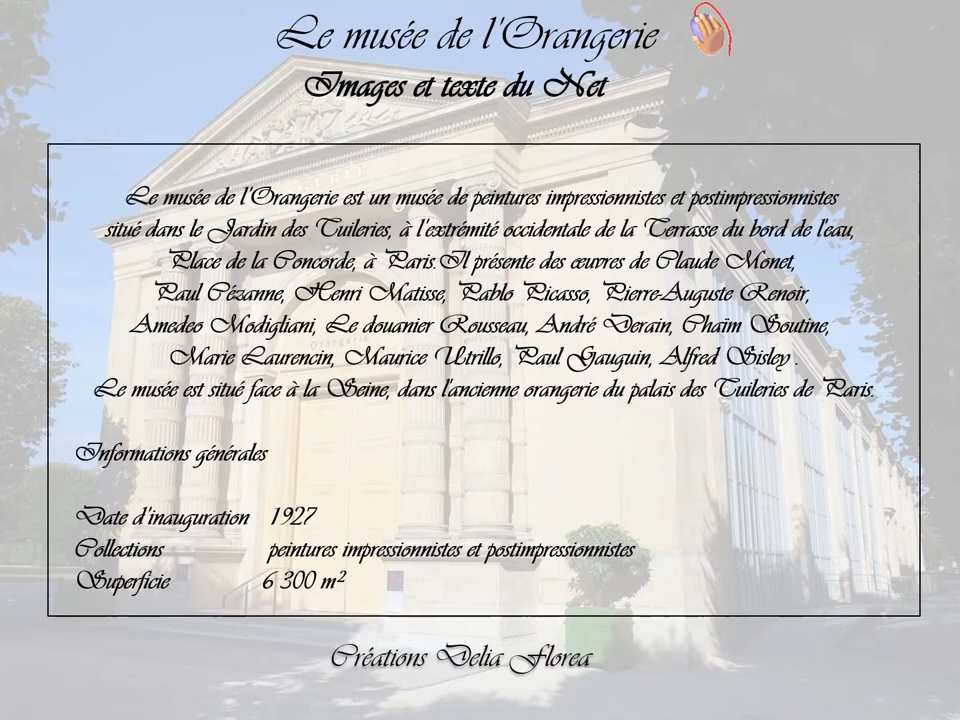 Le musée de l'Orangerie
Images et texte du Net
Le musée de l'Orangerie est un musée de peintures impressionnistes et postimpressionnistes
situé dans le Jardin des Tuileries, à l'extrémité occidentale de la Terrasse du bord de l'eau,
Place de la Concorde, à Paris.Il présente des œuvres de Claude Monet,
Paul Cézanne, Henri Matisse, Pablo Picasso, Pierre-Auguste Renoir,
Amedeo Modigliani, Le douanier Rousseau, André Derain, Chaïm Soutine,
Marie Laurencin, Maurice Utrillo, Paul Gauguin, Alfred Sisley .
Le musée est situé face à la Seine, dans l'ancienne orangerie du palais des Tuileries de Paris.
Informations générales
Date d'inauguration 1927
Collections peintures impressionnistes et postimpressionnistes
Superficie 6 300 m²
Créations Delia Florea